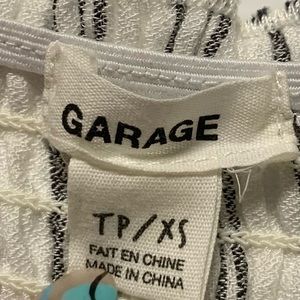 GARAGE
TP/XS
FAIT EN CHINE
MADE IN CHINA